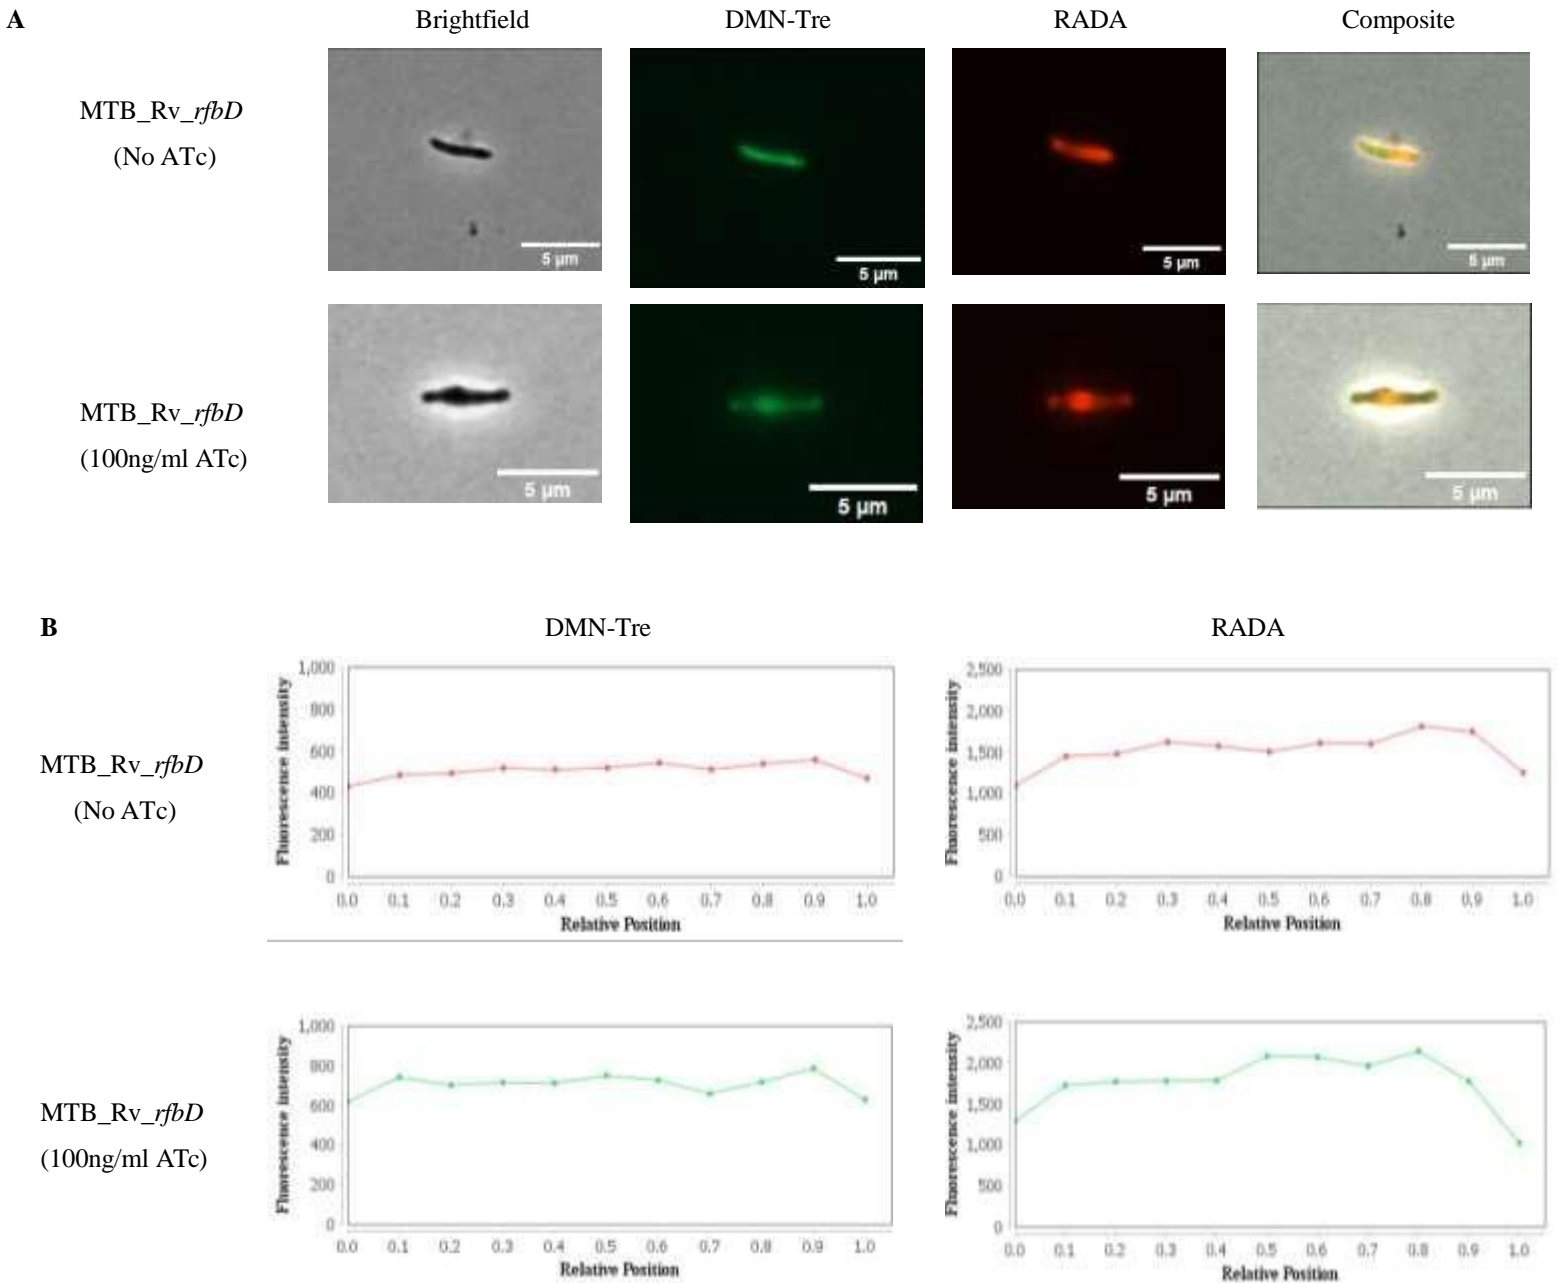 A
Brightfield DMN-Tre RADA Composite
MTB_Rv_rfbD
(No ATc)
5 µm 5 µm 5 µm 5 µm
MTB_Rv_rfbD
(100ng/ml ATc)
5 µm 5 µm 5 µm 5 µm
B
DMN-Tre RADA
MTB_Rv_rfbD
(No ATc)
Fluorescence intensity
1,000
800
600
400
200
0
0.0 0.1 0.2 0.3 0.4 0.5 0.6 0.7 0.8 0.9 1.0
Relative Position
Fluorescence intensity
2,500
2,000
1,500
1,000
500
0
0.0 0.1 0.2 0.3 0.4 0.5 0.6 0.7 0.8 0.9 1.0
Relative Position
MTB_Rv_rfbD
(100ng/ml ATc)
Fluorescence intensity
1,000
800
600
400
200
0
0.0 0.1 0.2 0.3 0.4 0.5 0.6 0.7 0.8 0.9 1.0
Relative Position
Fluorescence intensity
2,500
2,000
1,500
1,000
500
0
0.0 0.1 0.2 0.3 0.4 0.5 0.6 0.7 0.8 0.9 1.0
Relative Position